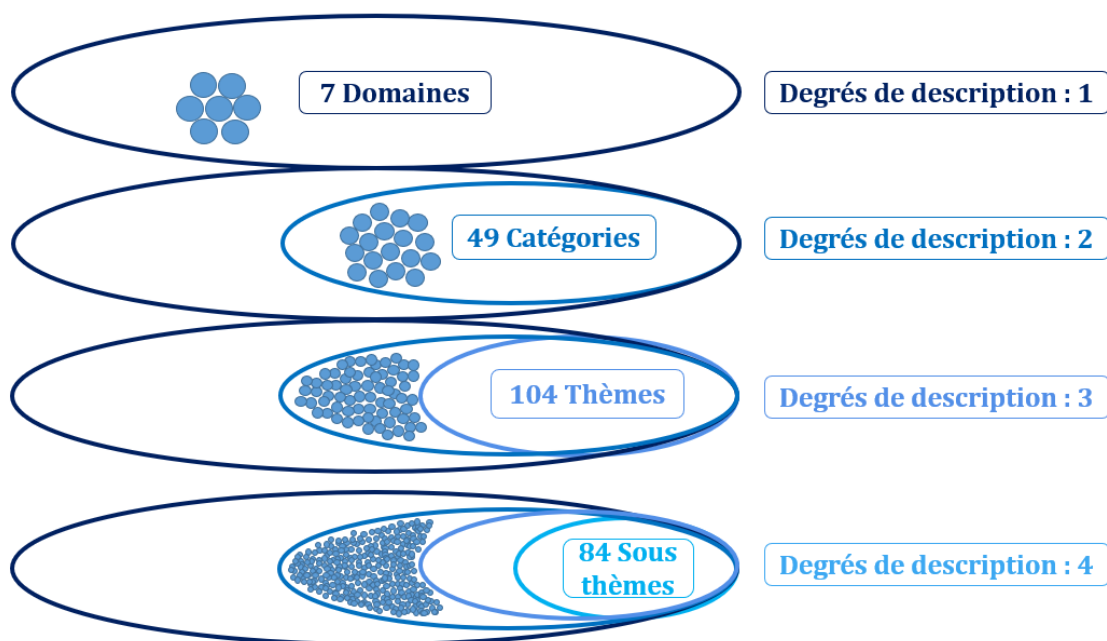 7 Domaines
Degrés de description : 1
49 Catégories
Degrés de description : 2
104 Thèmes
Degrés de description : 3
84 Sous
thèmes
Degrés de description : 4